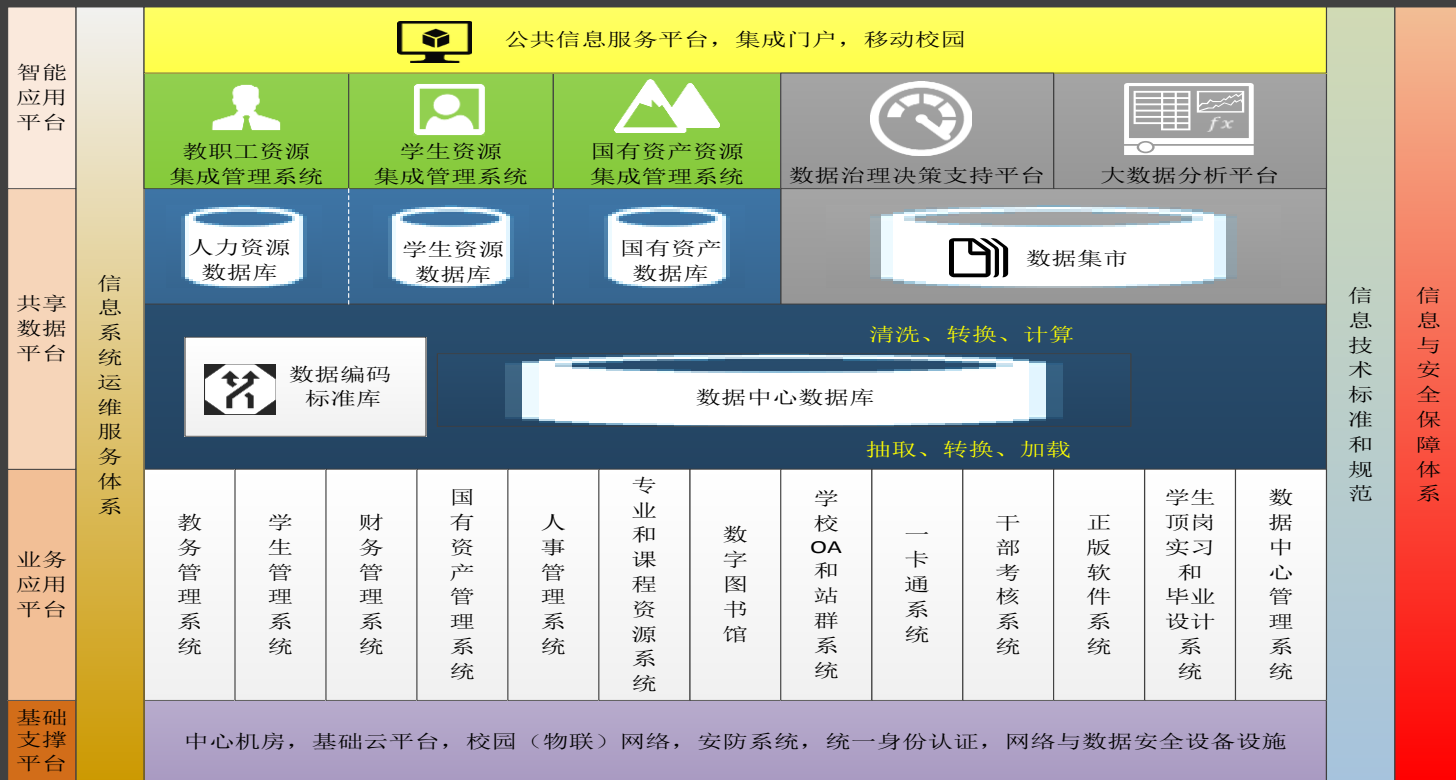 公共信息服务平台，集成门户，移动校园
智能
应用
平台
教职工资源
集成管理系统
学生资源
集成管理系统
国有资产资源
集成管理系统
数据治理决策支持平台
fx
大数据分析平台
共享
数据
平台
人力资源
数据库
学生资源
数据库
国有资产
数据库
数据集市
清洗、转换、计算
数据编码
标准库
数据中心数据库
抽取、转换、加载
业务
应用
平台
教务管理系统
学生管理系统
财务管理系统
国有资产管理系统
人事管理系统
专业和课程资源系统
数字图书馆
学校OA和站群系统
一卡通系统
干部考核系统
正版软件系统
学生
顶岗
实习
和
毕业
设计
系
统
数据中心管理系统
基础
支撑
平台
中心机房，基础云平台，校园（物联）网络，安防系统，统一身份认证，网络与数据安全设备设施
信息系统运维服务体系
信息技术标准和规范
信息与安全保障体系